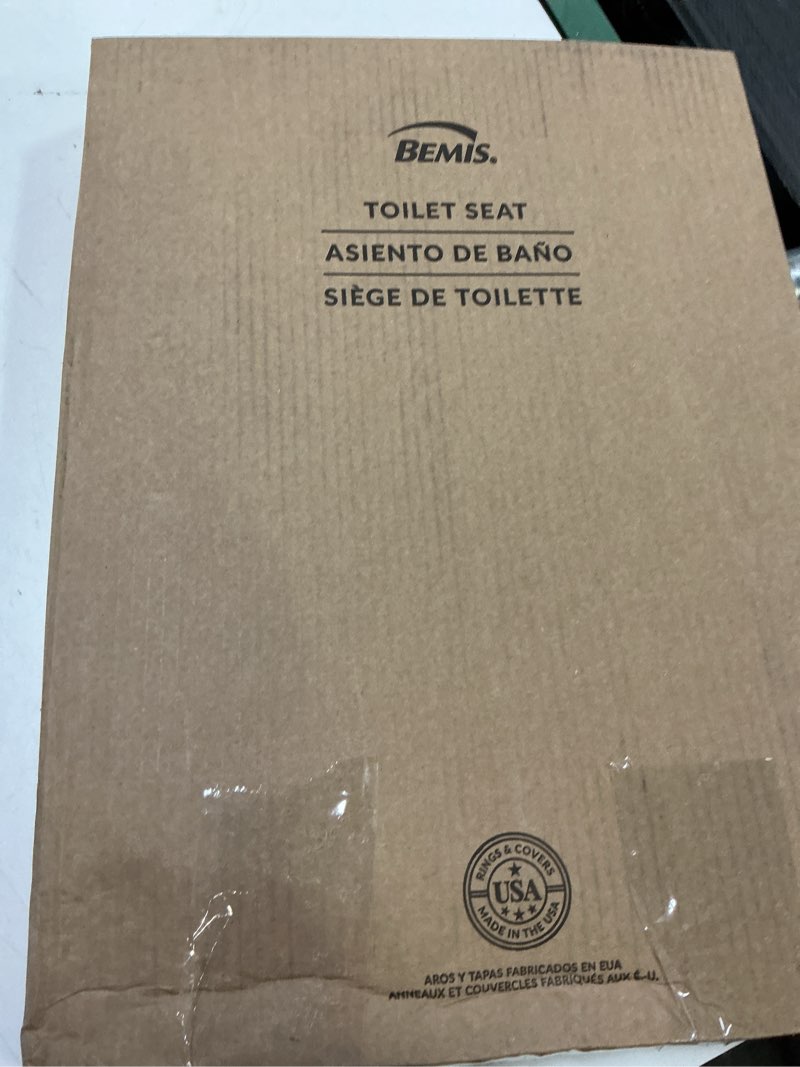 BEMIS®
TOILET SEAT
ASIENTO DE BAÑO
SIÈGE DE TOILETTE
RINGS & COVERS
USA
MADE IN THE USA
AROS Y TAPAS FABRICADOS EN EUA
ANNEAUX ET COUVERCLES FABRIQUÉS AUX É.-U.